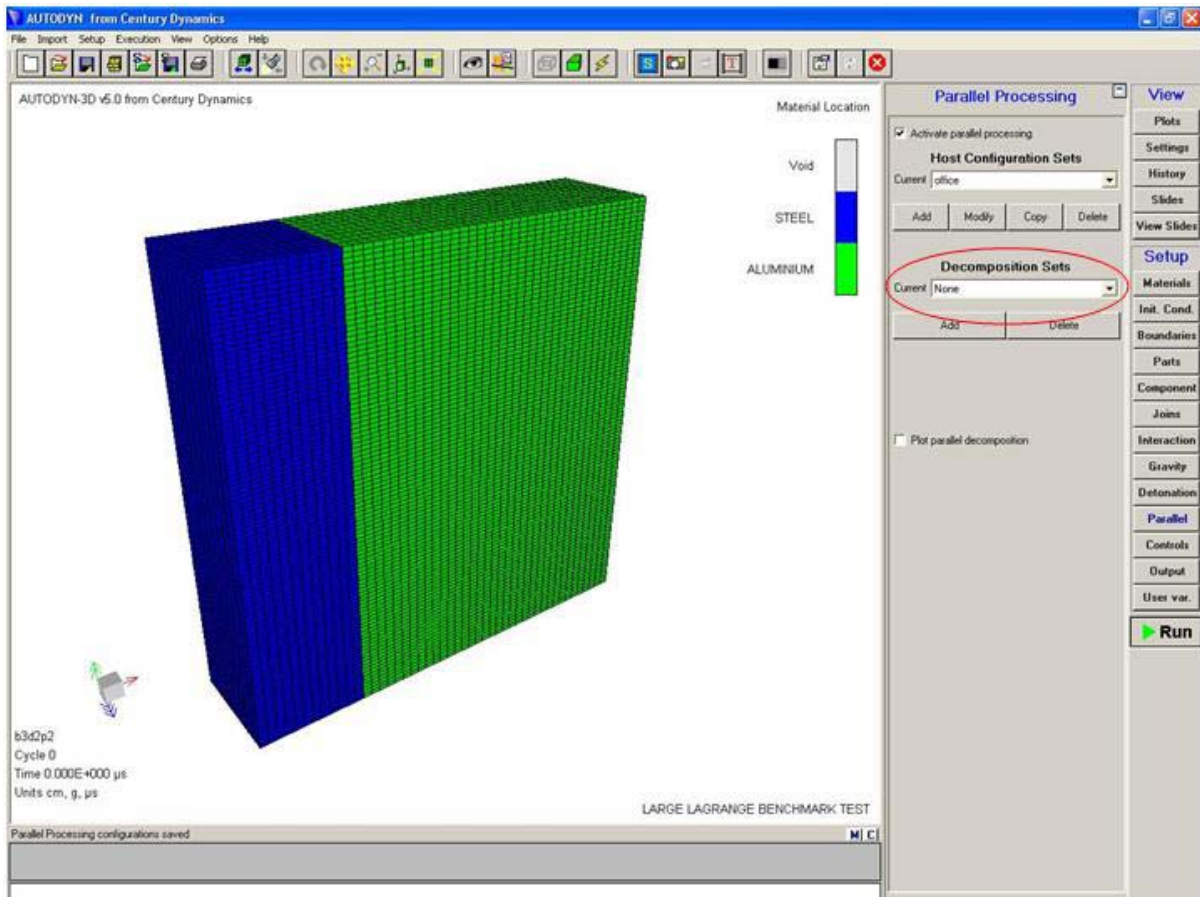 AUTODYN from Century Dynamics
File Import Setup Execution View Options Help
S
T
AUTODYN-3D v5.0 from Century Dynamics
Material Location
Void
STEEL
ALUMINIUM
b3d2p2
Cycle 0
Time 0.000E+000 µs
Units cm, g, µs
LARGE LAGRANGE BENCHMARK TEST
Parallel Processing configurations saved
M C
Parallel Processing
Activate parallel processing
Host Configuration Sets
Current office
Add Modify Copy Delete
Decomposition Sets
Current None
Add Delete
Plot parallel decomposition
View
Plots
Settings
History
Slides
View Slides
Setup
Materials
Init. Cond.
Boundaries
Parts
Component
Joins
Interaction
Gravity
Detonation
Parallel
Controls
Output
User var.
Run